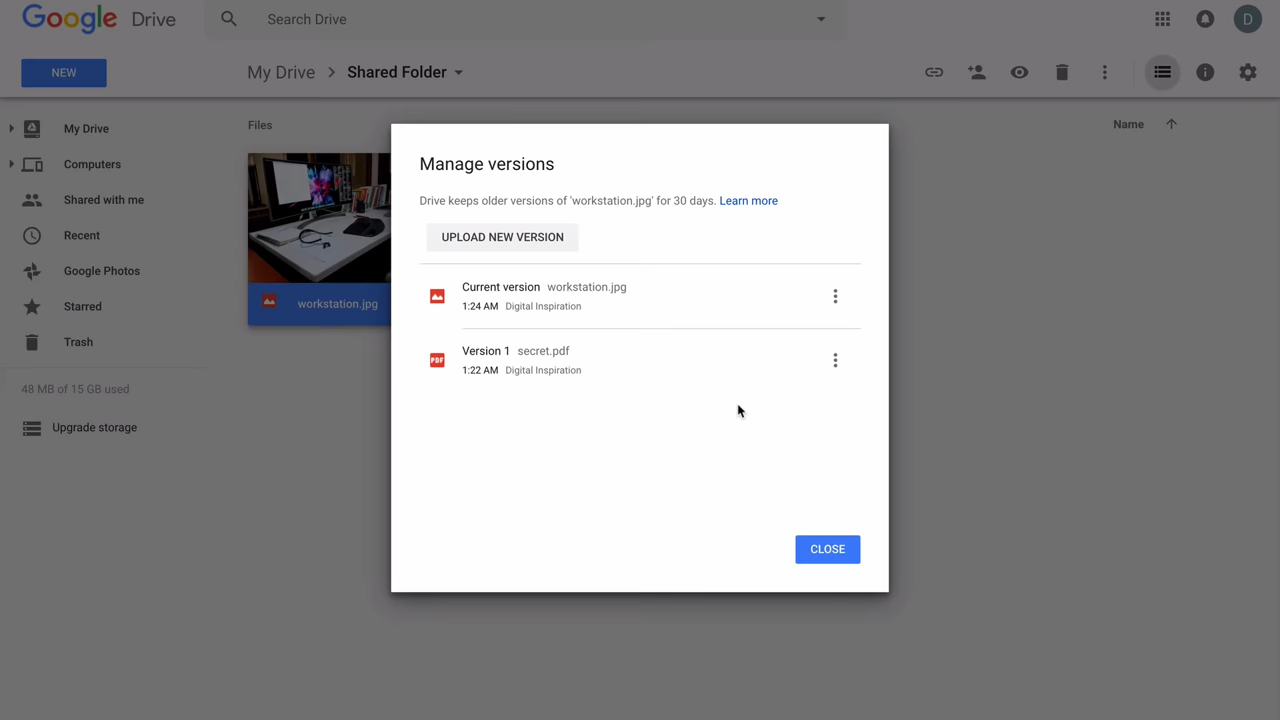 Google Drive
Search Drive
D
NEW
My Drive > Shared Folder
My Drive
Computers
Shared with me
Recent
Google Photos
Starred
Trash
48 MB of 15 GB used
Upgrade storage
Files
Name
workstation.jpg
Manage versions
Drive keeps older versions of 'workstation.jpg' for 30 days. Learn more
UPLOAD NEW VERSION
Current version workstation.jpg
1:24 AM Digital Inspiration
PDF
Version 1 secret.pdf
1:22 AM Digital Inspiration
CLOSE